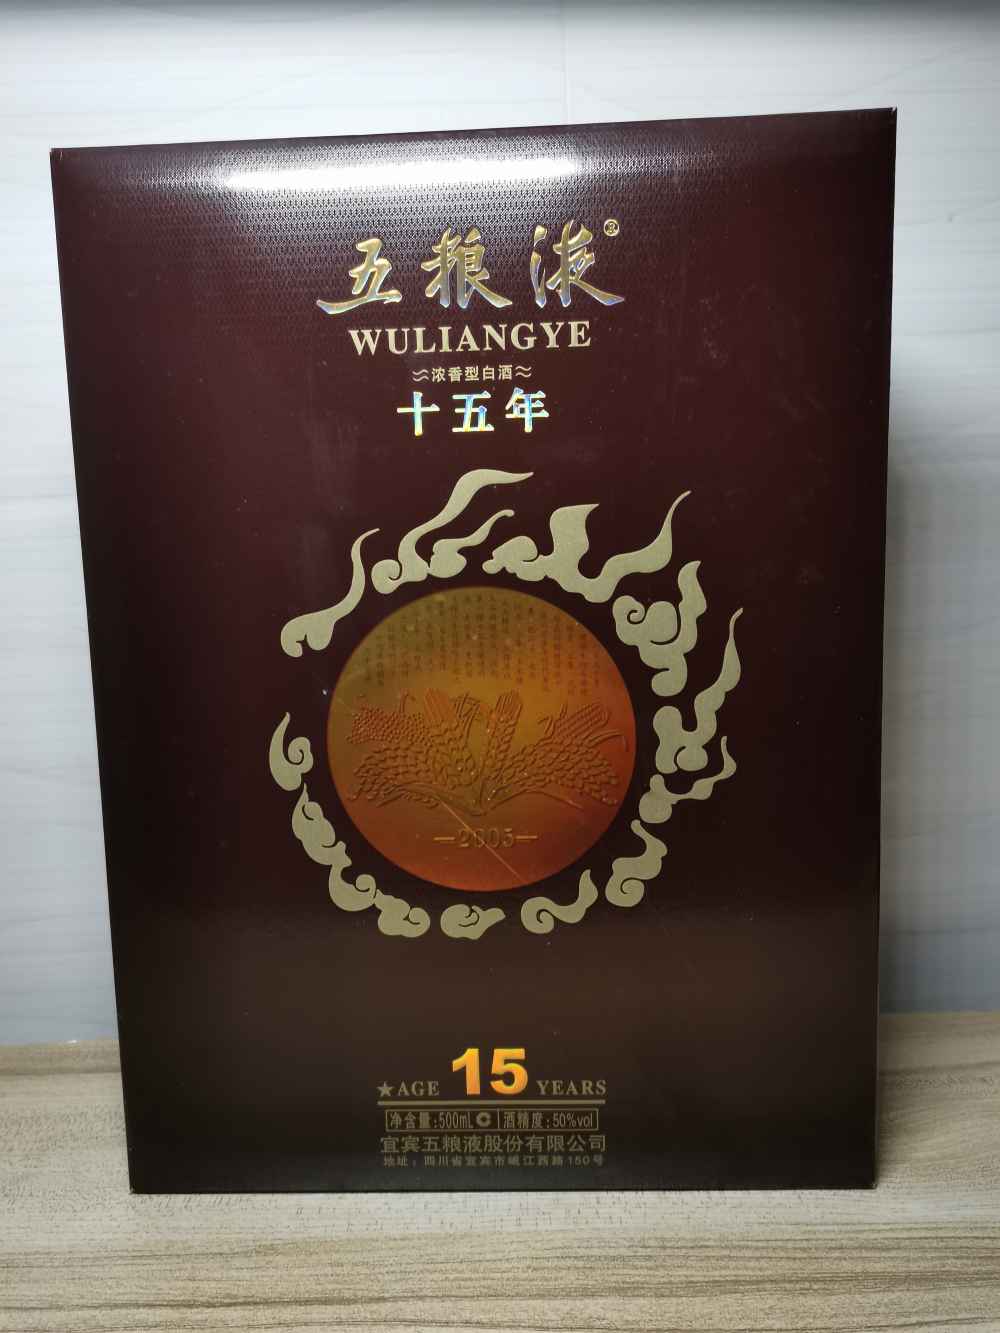 五粮液®
WULIANGYE
≈浓香型白酒≈
十五年
—2005—
★AGE 15 YEARS
净含量:500mL 酒精度:50%vol
宜宾五粮液股份有限公司
地址:四川省宜宾市岷江西路150号